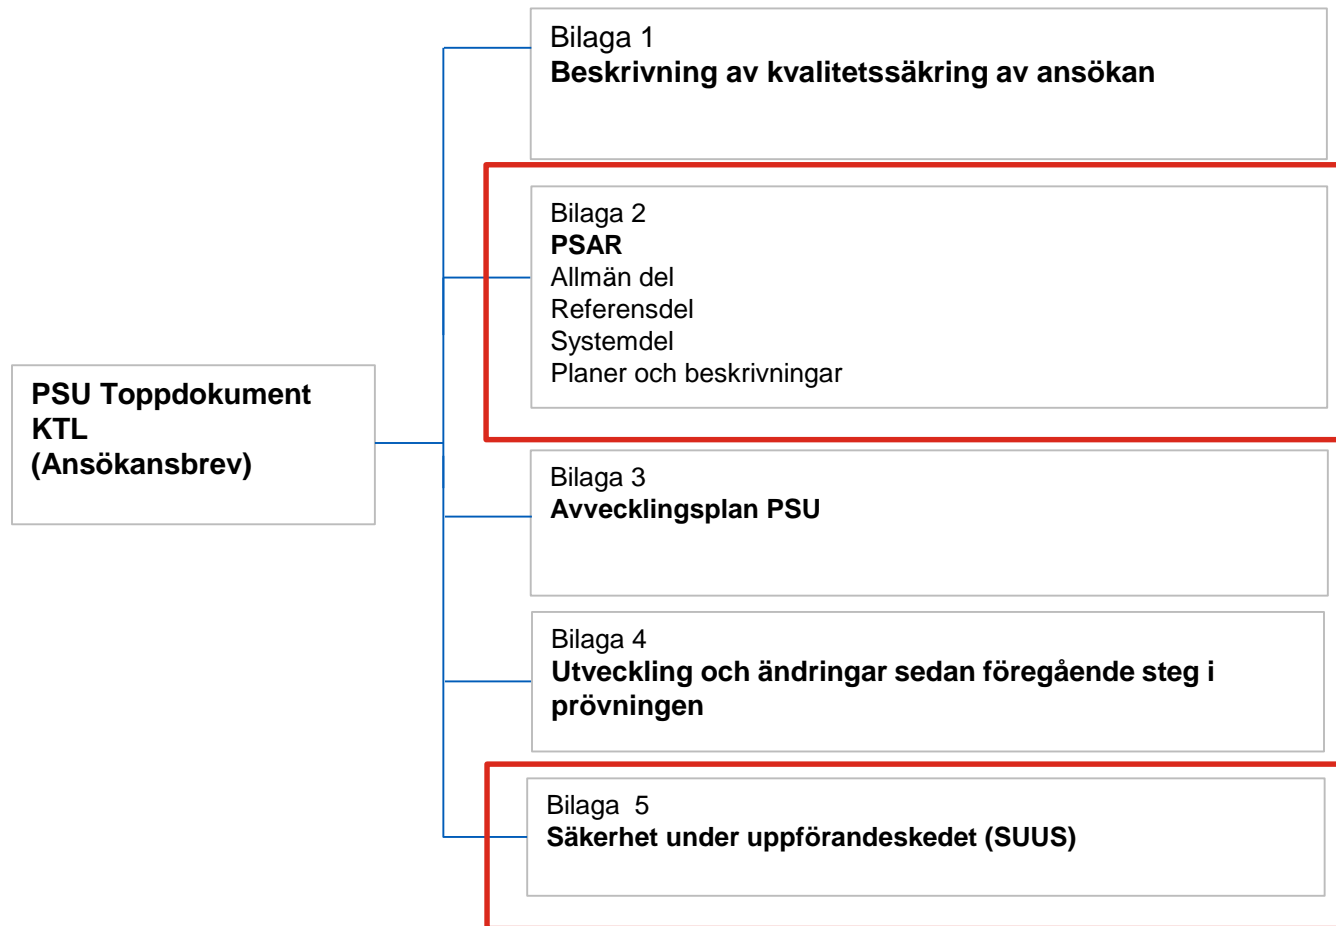 PSU Toppdokument
KTL
(Ansökansbrev)
Bilaga 1
Beskrivning av kvalitetssäkring av ansökan
Bilaga 2
PSAR
Allmän del
Referensdel
Systemdel
Planer och beskrivningar
Bilaga 3
Avvecklingsplan PSU
Bilaga 4
Utveckling och ändringar sedan föregående steg i
prövningen
Bilaga  5
Säkerhet under uppförandeskedet (SUUS)